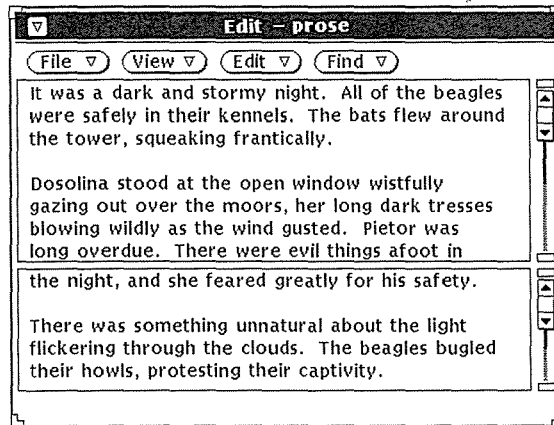 Edit – prose
File View Edit Find
It was a dark and stormy night.  All of the beagles
were safely in their kennels.  The bats flew around
the tower, squeaking frantically.
Dosolina stood at the open window wistfully
gazing out over the moors, her long dark tresses
blowing wildly as the wind gusted.  Pietor was
long overdue.  There were evil things afoot in
the night, and she feared greatly for his safety.
There was something unnatural about the light
flickering through the clouds.  The beagles bugled
their howls, protesting their captivity.